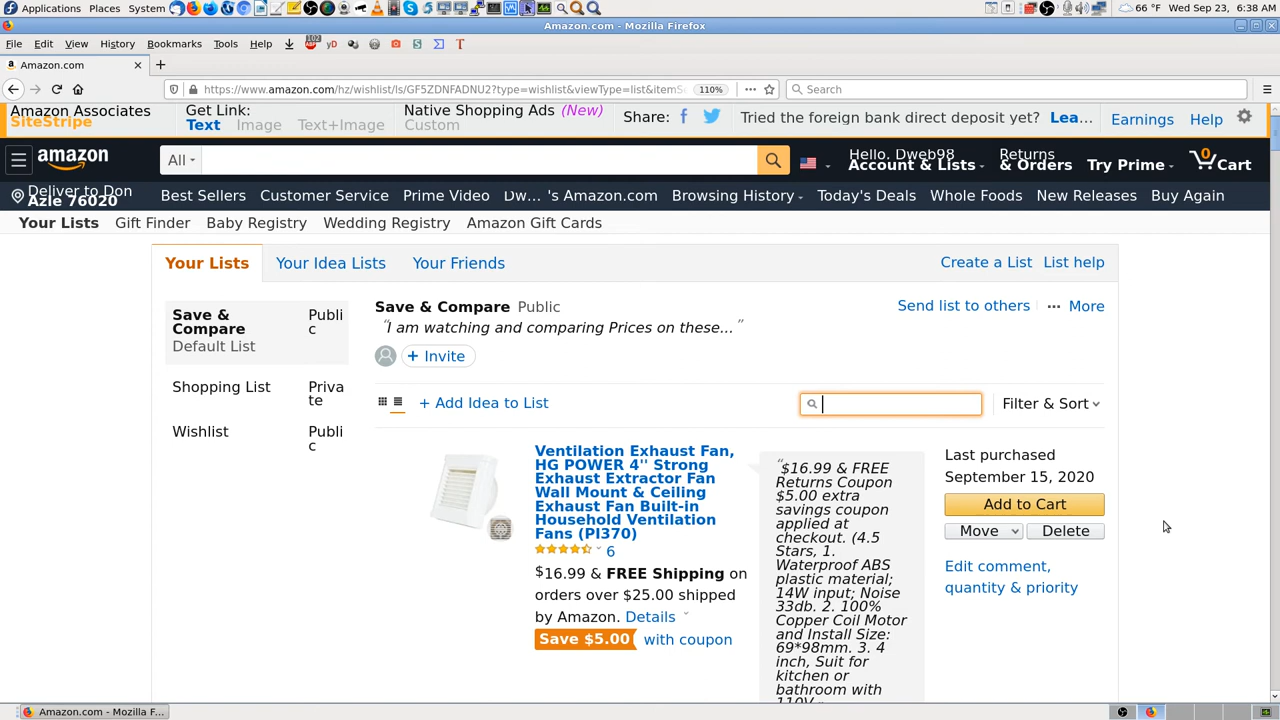 Applications Places System 66 °F Wed Sep 23, 6:38 AM
Amazon.com - Mozilla Firefox
File Edit View History Bookmarks Tools Help
Amazon.com
https://www.amazon.com/hz/wishlist/ls/GF5ZDNFADNU2?type=wishlist&viewType=list&itemS 110% Search
Amazon Associates
SiteStripe
Get Link:
Text Image Text+Image
Native Shopping Ads (New)
Custom
Share: Tried the foreign bank direct deposit yet? Lea... Earnings Help
amazon All Hello, Dweb98
Account & Lists
Returns
& Orders
Try Prime
0
Cart
Deliver to Don
Azle 76020
Best Sellers Customer Service Prime Video Dw... 's Amazon.com Browsing History Today's Deals Whole Foods New Releases Buy Again
Your Lists Gift Finder Baby Registry Wedding Registry Amazon Gift Cards
Your Lists Your Idea Lists Your Friends Create a List List help
Save &
Compare
Default List
Publi
c
Shopping List
Priva
te
Wishlist
Publi
c
Save & Compare Public Send list to others ... More
"I am watching and comparing Prices on these... "
+ Invite
+ Add Idea to List Filter & Sort
Ventilation Exhaust Fan,
HG POWER 4'' Strong
Exhaust Extractor Fan
Wall Mount & Ceiling
Exhaust Fan Built-in
Household Ventilation
Fans (PI370)
6
$16.99 & FREE Shipping on
orders over $25.00 shipped
by Amazon. Details
Save $5.00 with coupon
"$16.99 & FREE
Returns Coupon
$5.00 extra
savings coupon
applied at
checkout. (4.5
Stars, 1.
Waterproof ABS
plastic material;
14W input; Noise
33db. 2. 100%
Copper Coil Motor
and Install Size:
69*98mm. 3. 4
inch, Suit for
kitchen or
bathroom with
110V
Last purchased
September 15, 2020
Add to Cart
Move Delete
Edit comment,
quantity & priority
Amazon.com - Mozilla F...